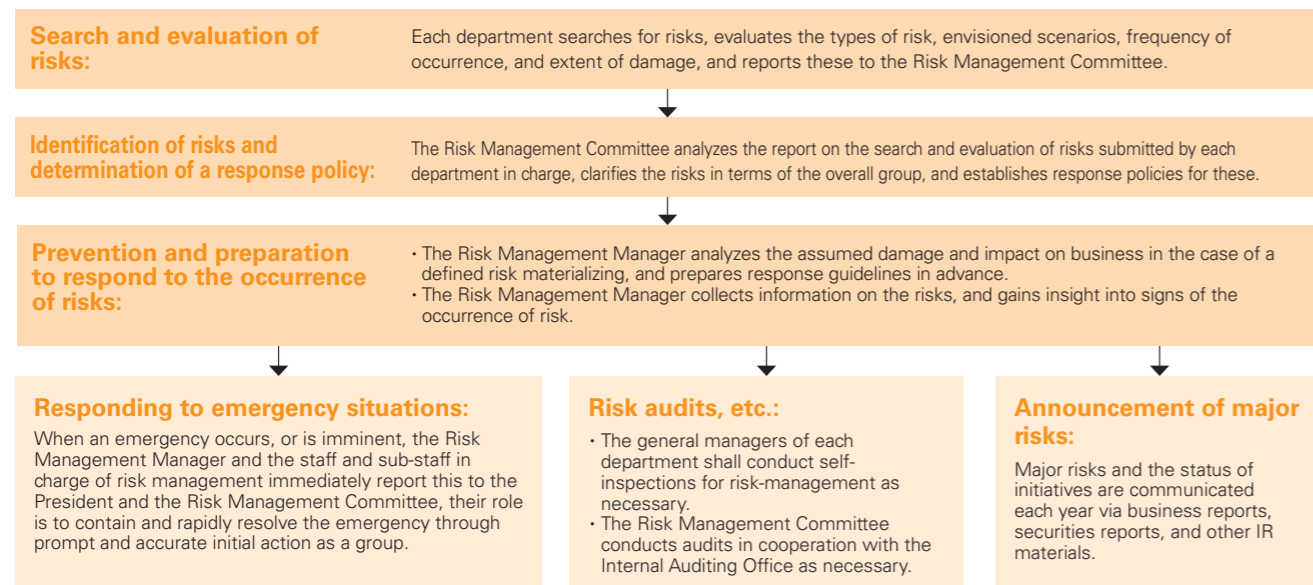 Search and evaluation of
risks:
Each department searches for risks, evaluates the types of risk, envisioned scenarios, frequency of
occurrence, and extent of damage, and reports these to the Risk Management Committee.
Identification of risks and
determination of a response policy:
The Risk Management Committee analyzes the report on the search and evaluation of risks submitted by each
department in charge, clarifies the risks in terms of the overall group, and establishes response policies for these.
Prevention and preparation
to respond to the occurrence
of risks:
・The Risk Management Manager analyzes the assumed damage and impact on business in the case of a
defined risk materializing, and prepares response guidelines in advance.
・The Risk Management Manager collects information on the risks, and gains insight into signs of the
occurrence of risk.
Responding to emergency situations:
When an emergency occurs, or is imminent, the Risk
Management Manager and the staff and sub-staff in
charge of risk management immediately report this to the
President and the Risk Management Committee, their role
is to contain and rapidly resolve the emergency through
prompt and accurate initial action as a group.
Risk audits, etc.:
・The general managers of each
department shall conduct self-
inspections for risk-management as
necessary.
・The Risk Management Committee
conducts audits in cooperation with the
Internal Auditing Office as necessary.
Announcement of major
risks:
Major risks and the status of
initiatives are communicated
each year via business reports,
securities reports, and other IR
materials.